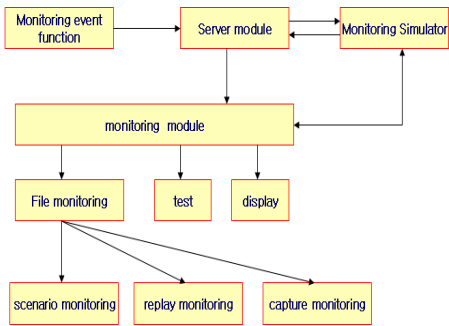 Monitoring event
function
Server module
Monitoring Simulator
monitoring module
File monitoring
test
display
scenario monitoring
replay monitoring
capture monitoring